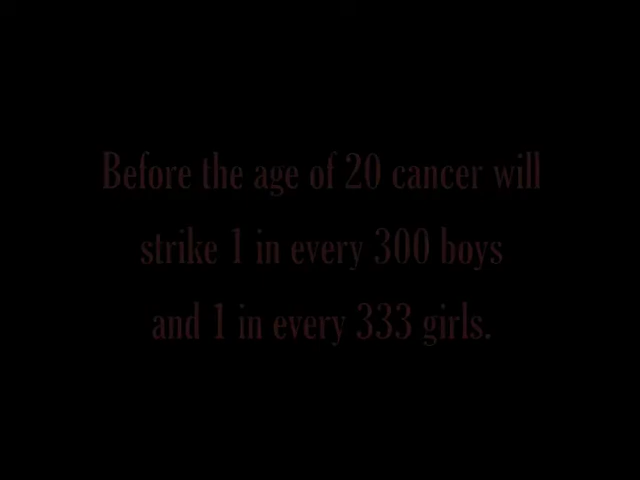 Before the age of 20 cancer will
strike 1 in every 300 boys
and 1 in every 333 girls.